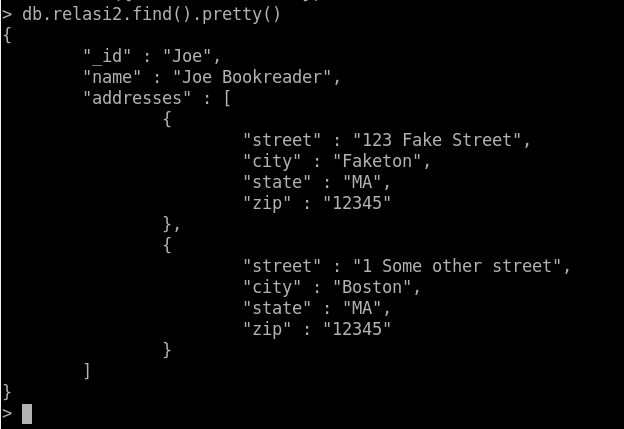 > db.relasi2.find().pretty()
{
        "_id" : "Joe",
        "name" : "Joe Bookreader",
        "addresses" : [
                {
                        "street" : "123 Fake Street",
                        "city" : "Faketon",
                        "state" : "MA",
                        "zip" : "12345"
                },
                {
                        "street" : "1 Some other street",
                        "city" : "Boston",
                        "state" : "MA",
                        "zip" : "12345"
                }
        ]
}
>